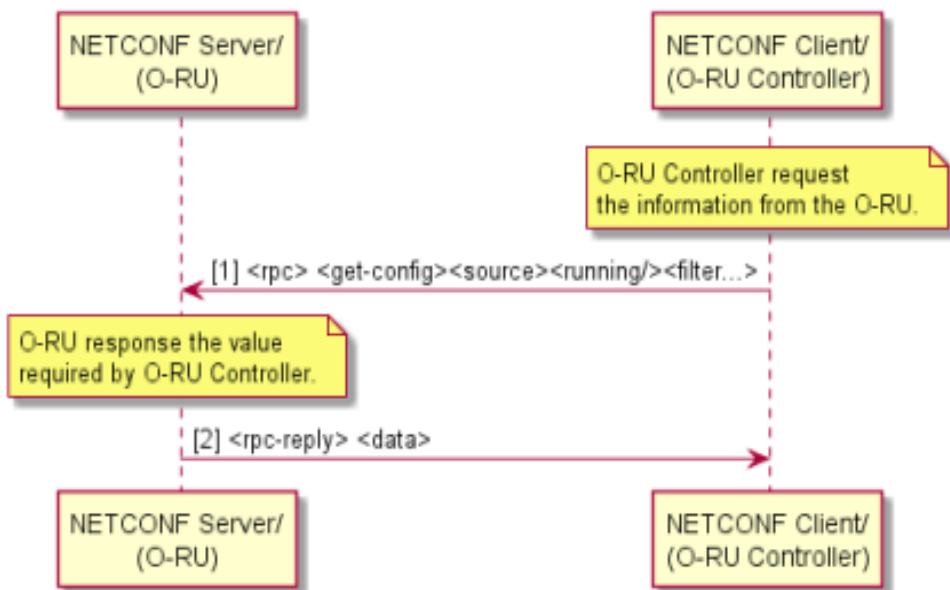 NETCONF Server/
(O-RU)
NETCONF Client/
(O-RU Controller)
O-RU Controller request
the information from the O-RU.
[1] <rpc> <get-config><source><running/><filter...>
O-RU response the value
required by O-RU Controller.
[2] <rpc-reply> <data>
NETCONF Server/
(O-RU)
NETCONF Client/
(O-RU Controller)